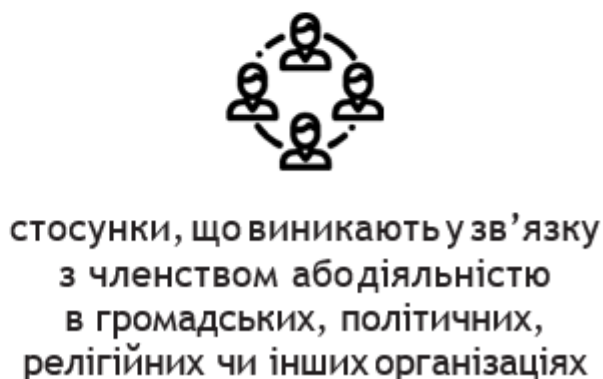 стосунки, що виникають у зв’язку
з членством або діяльністю
в громадських, політичних,
релігійних чи інших організаціях